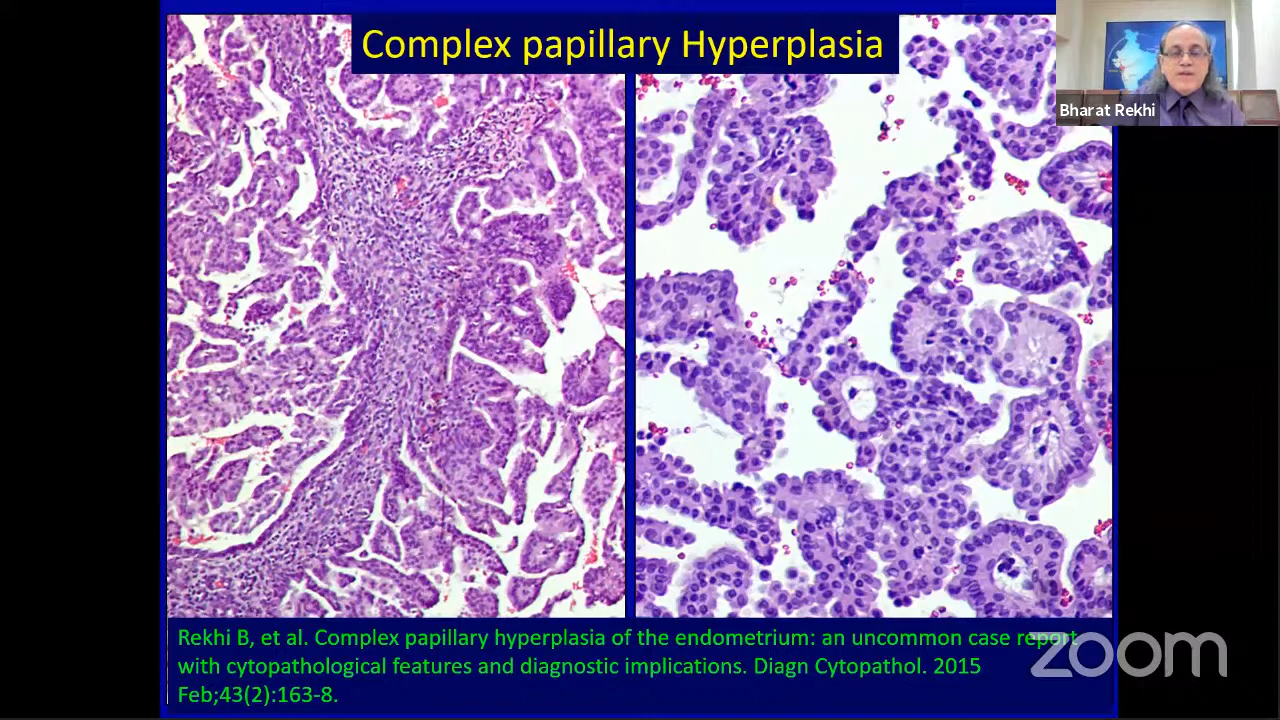 Complex papillary Hyperplasia
Bharat Rekhi
Rekhi B, et al. Complex papillary hyperplasia of the endometrium: an uncommon case report
with cytopathological features and diagnostic implications. Diagn Cytopathol. 2015
Feb;43(2):163-8.
zoom